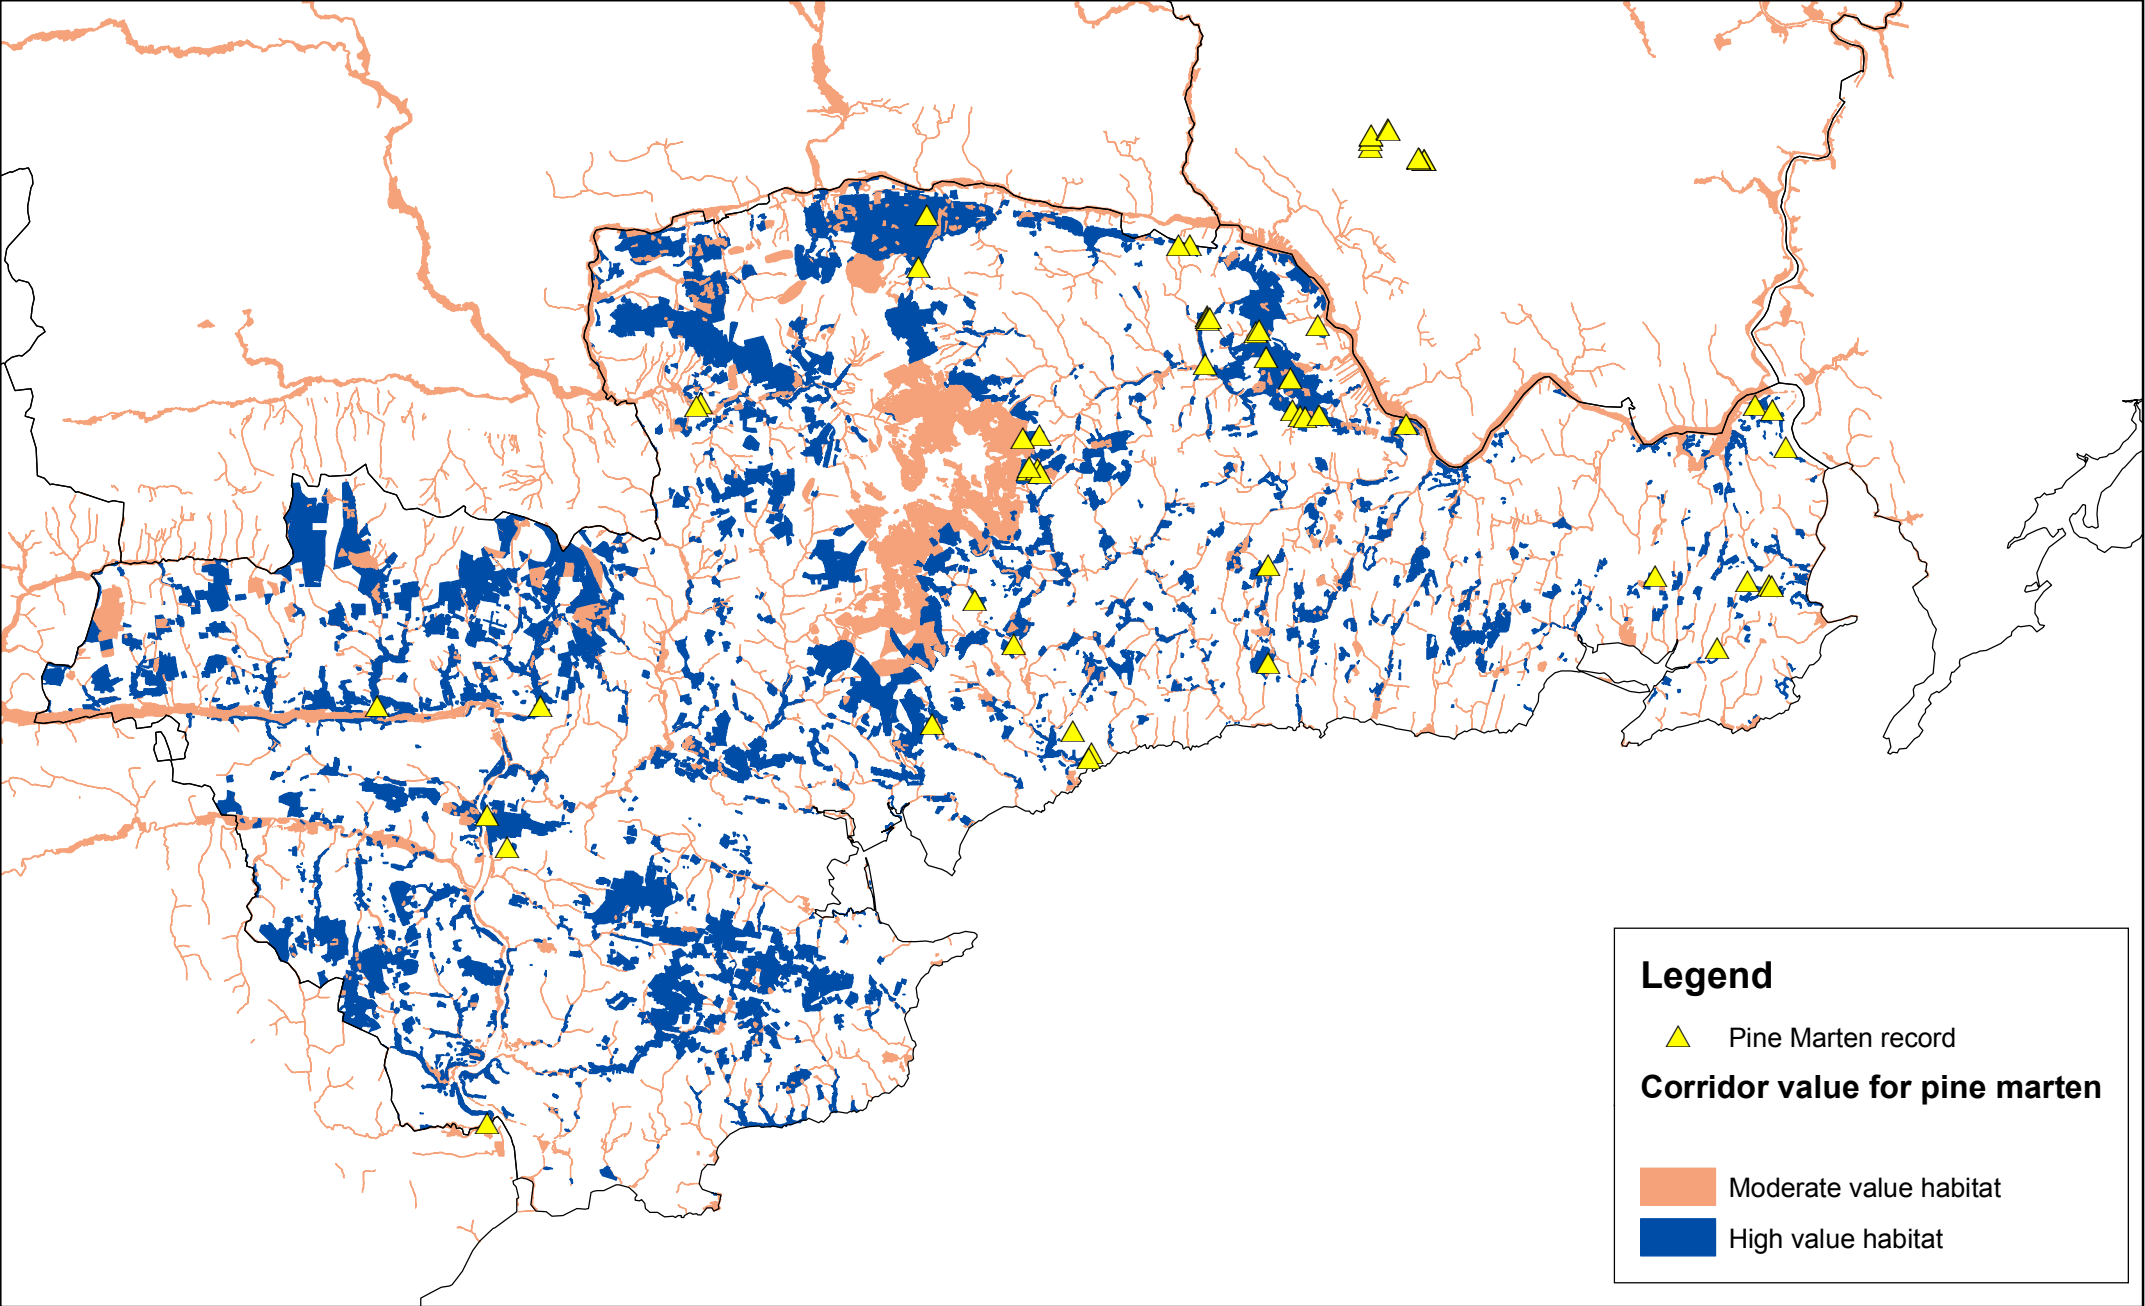 Legend
Pine Marten record
Corridor value for pine marten
Moderate value habitat
High value habitat